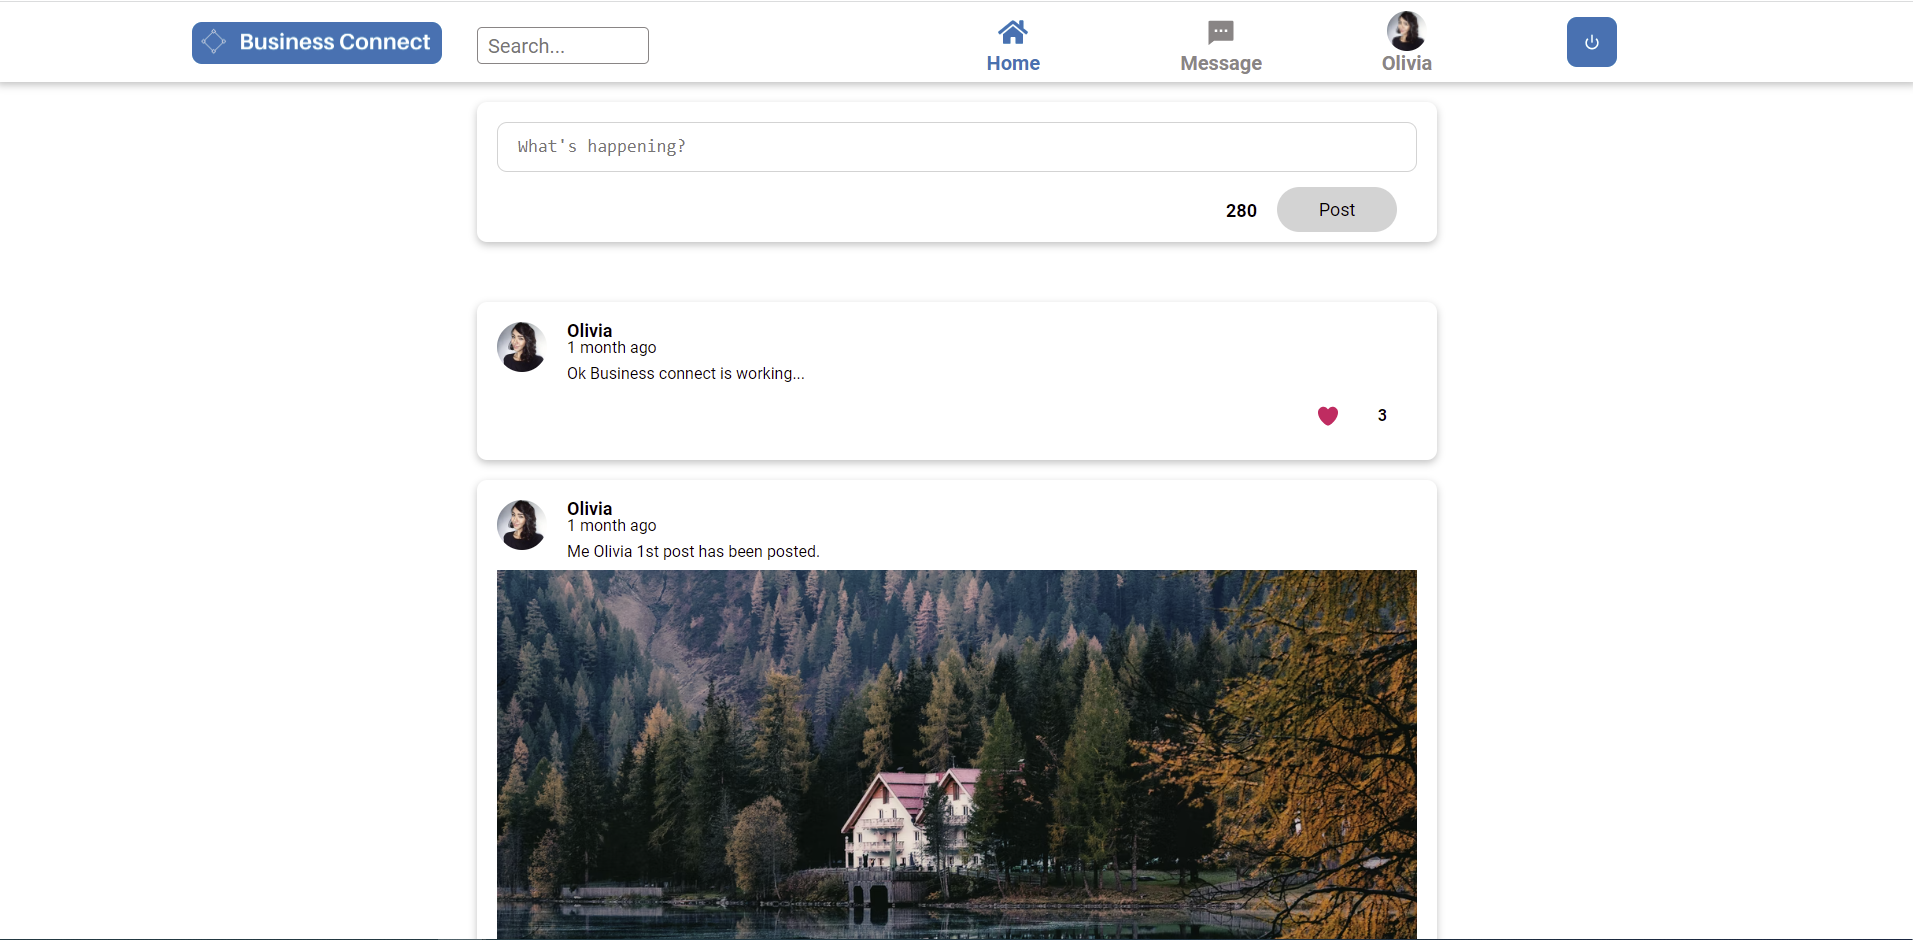 Business Connect
Search...
Home
Message
Olivia
What's happening?
280
Post
Olivia
1 month ago
Ok Business connect is working...
3
Olivia
1 month ago
Me Olivia 1st post has been posted.